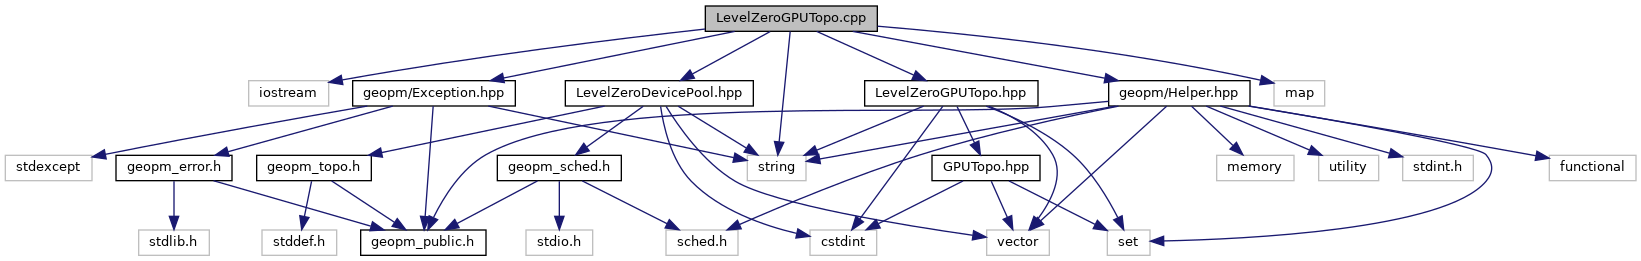 LevelZeroGPUTopo.cpp
iostream
geopm/Exception.hpp
LevelZeroDevicePool.hpp
LevelZeroGPUTopo.hpp
geopm/Helper.hpp
map
stdexcept
geopm_error.h
geopm_topo.h
geopm_sched.h
string
GPUTopo.hpp
memory
utility
stdint.h
functional
stdlib.h
stddef.h
geopm_public.h
stdio.h
sched.h
cstdint
vector
set